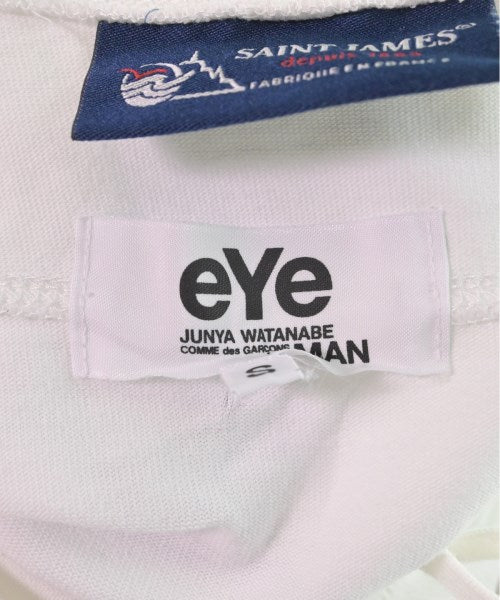 SAINT JAMES®
depuis 1889
FABRIQUE EN FRANCE
eYe
JUNYA WATANABE
COMME des GARÇONS MAN
S